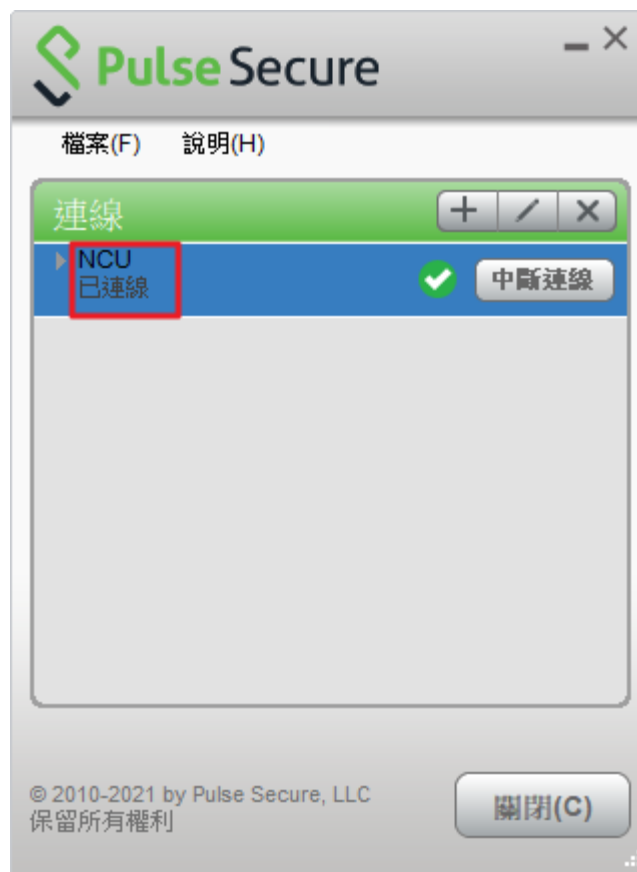 Pulse Secure
檔案(F) 說明(H)
連線
NCU
已連線
中斷連線
© 2010-2021 by Pulse Secure, LLC
保留所有權利
關閉(C)